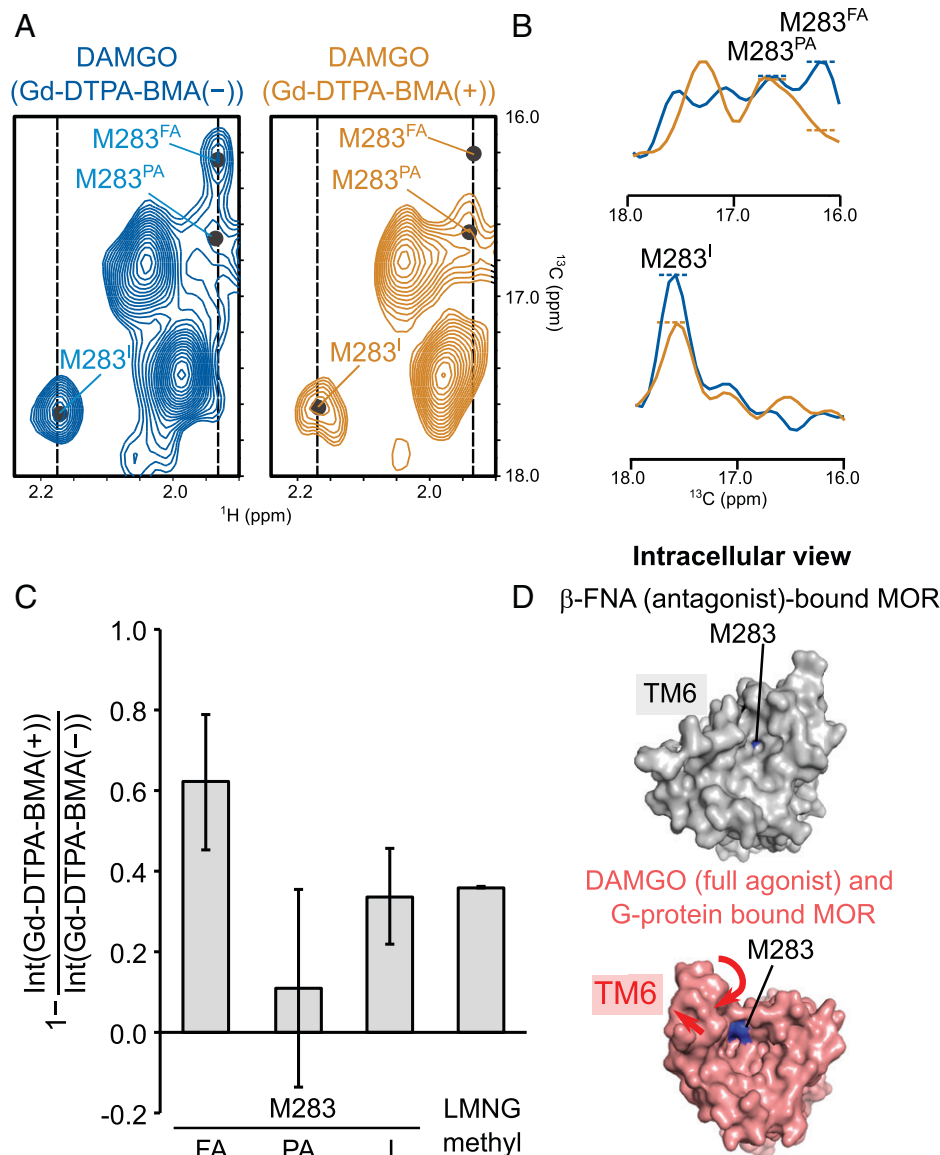 A
DAMGO
(Gd-DTPA-BMA(−))
DAMGO
(Gd-DTPA-BMA(+))
M283FA
M283PA
M283I
M283FA
M283PA
M283I
16.0
17.0
18.0
13C (ppm)
2.2
2.0
2.2
2.0
1H (ppm)
B
M283FA
M283PA
18.0
17.0
16.0
M283I
18.0
17.0
16.0
13C (ppm)
C
1.0
0.8
0.6
0.4
0.2
0.0
-0.2
1− Int(Gd-DTPA-BMA(+))
Int(Gd-DTPA-BMA(−))
M283
FA
PA
I
LMNG
methyl
Intracellular view
D
β-FNA (antagonist)-bound MOR
M283
TM6
DAMGO (full agonist) and
G-protein bound MOR
M283
TM6